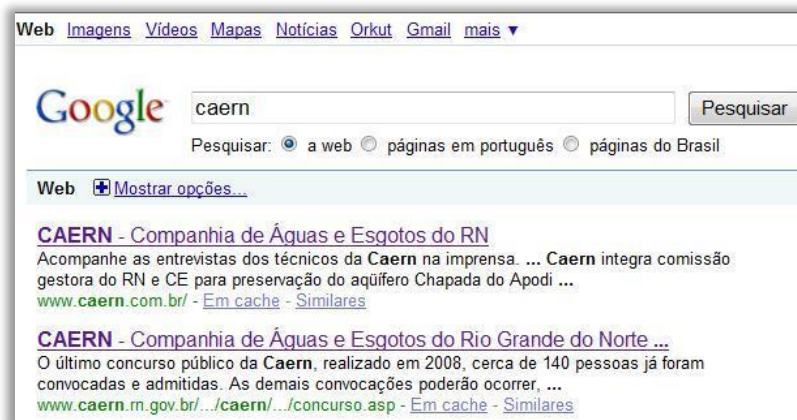 Web Imagens Vídeos Mapas Notícias Orkut Gmail mais ▼
Google caern Pesquisar
Pesquisar: a web páginas em português páginas do Brasil
Web Mostrar opções...
CAERN - Companhia de Águas e Esgotos do RN
Acompanhe as entrevistas dos técnicos da Caern na imprensa. ... Caern integra comissão
gestora do RN e CE para preservação do aqüífero Chapada do Apodi ...
www.caern.com.br/ - Em cache - Similares
CAERN - Companhia de Águas e Esgotos do Rio Grande do Norte ...
O último concurso público da Caern, realizado em 2008, cerca de 140 pessoas já foram
convocadas e admitidas. As demais convocações poderão ocorrer, ...
www.caern.rn.gov.br/.../caern/.../concurso.asp - Em cache - Similares